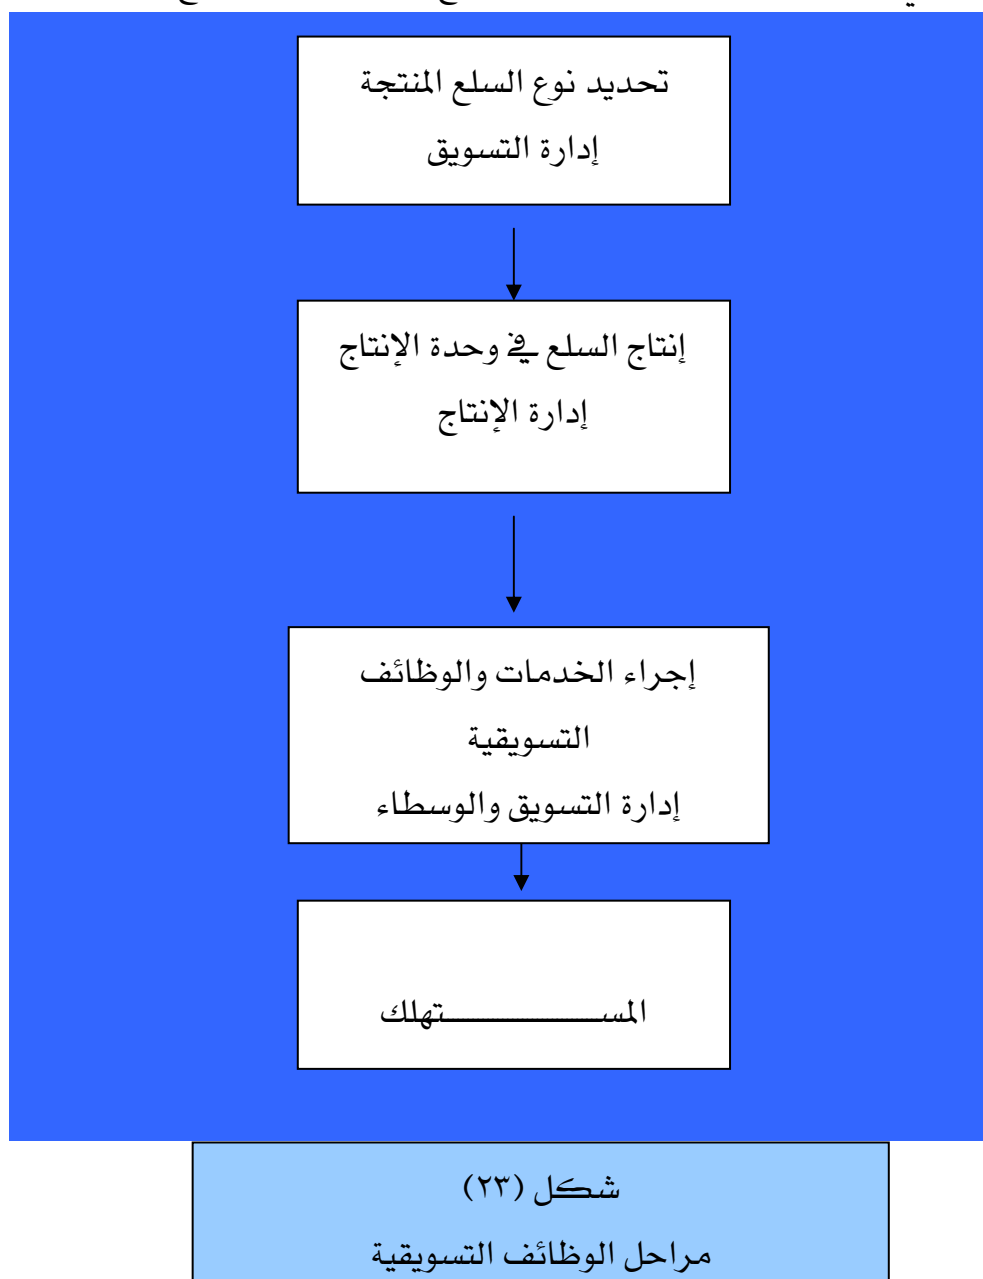 تحديد نوع السلع المنتجة
إدارة التسويق
إنتاج السلع في وحدة الإنتاج
إدارة الإنتاج
إجراء الخدمات والوظائف
التسويقية
إدارة التسويق والوسطاء
المســـــــــــــتهلك
شكل (٢٣)
مراحل الوظائف التسويقية